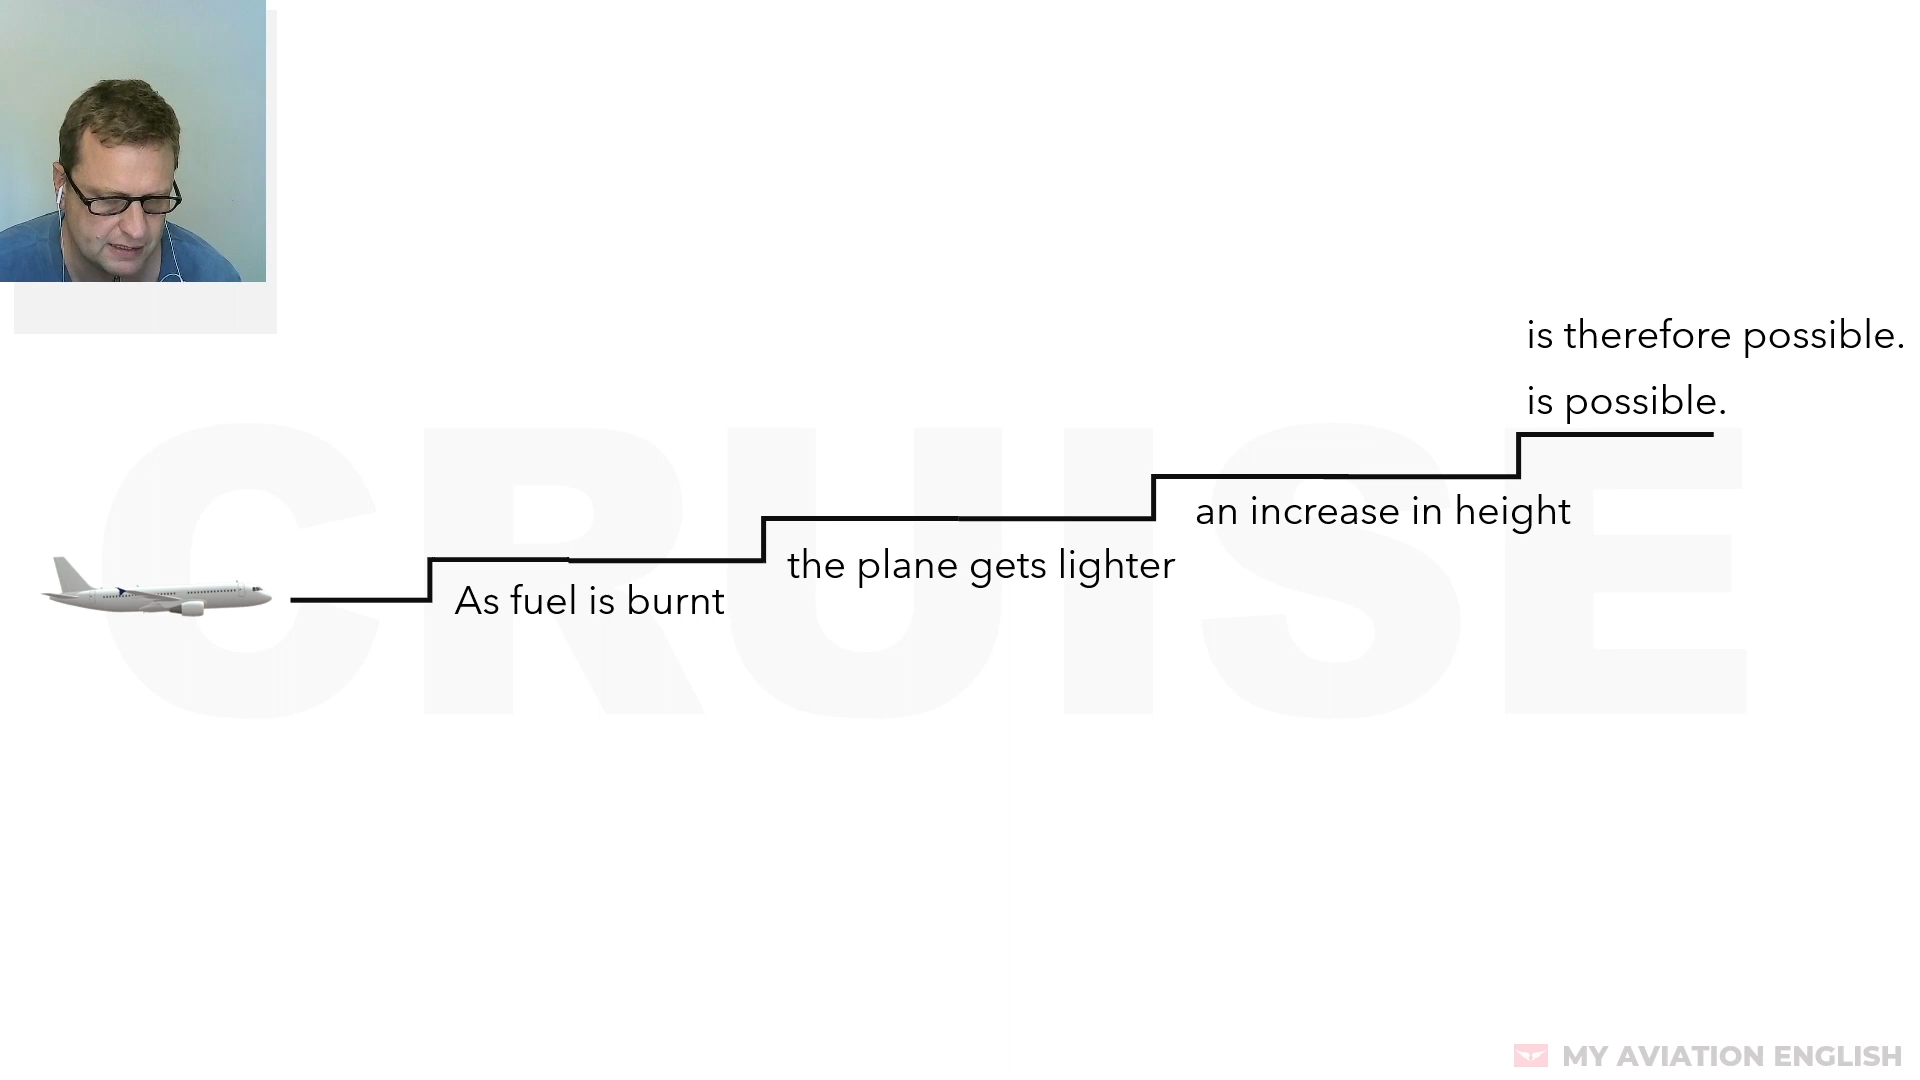 is therefore possible.
is possible.
an increase in height
the plane gets lighter
As fuel is burnt
CRUISE
MY AVIATION ENGLISH